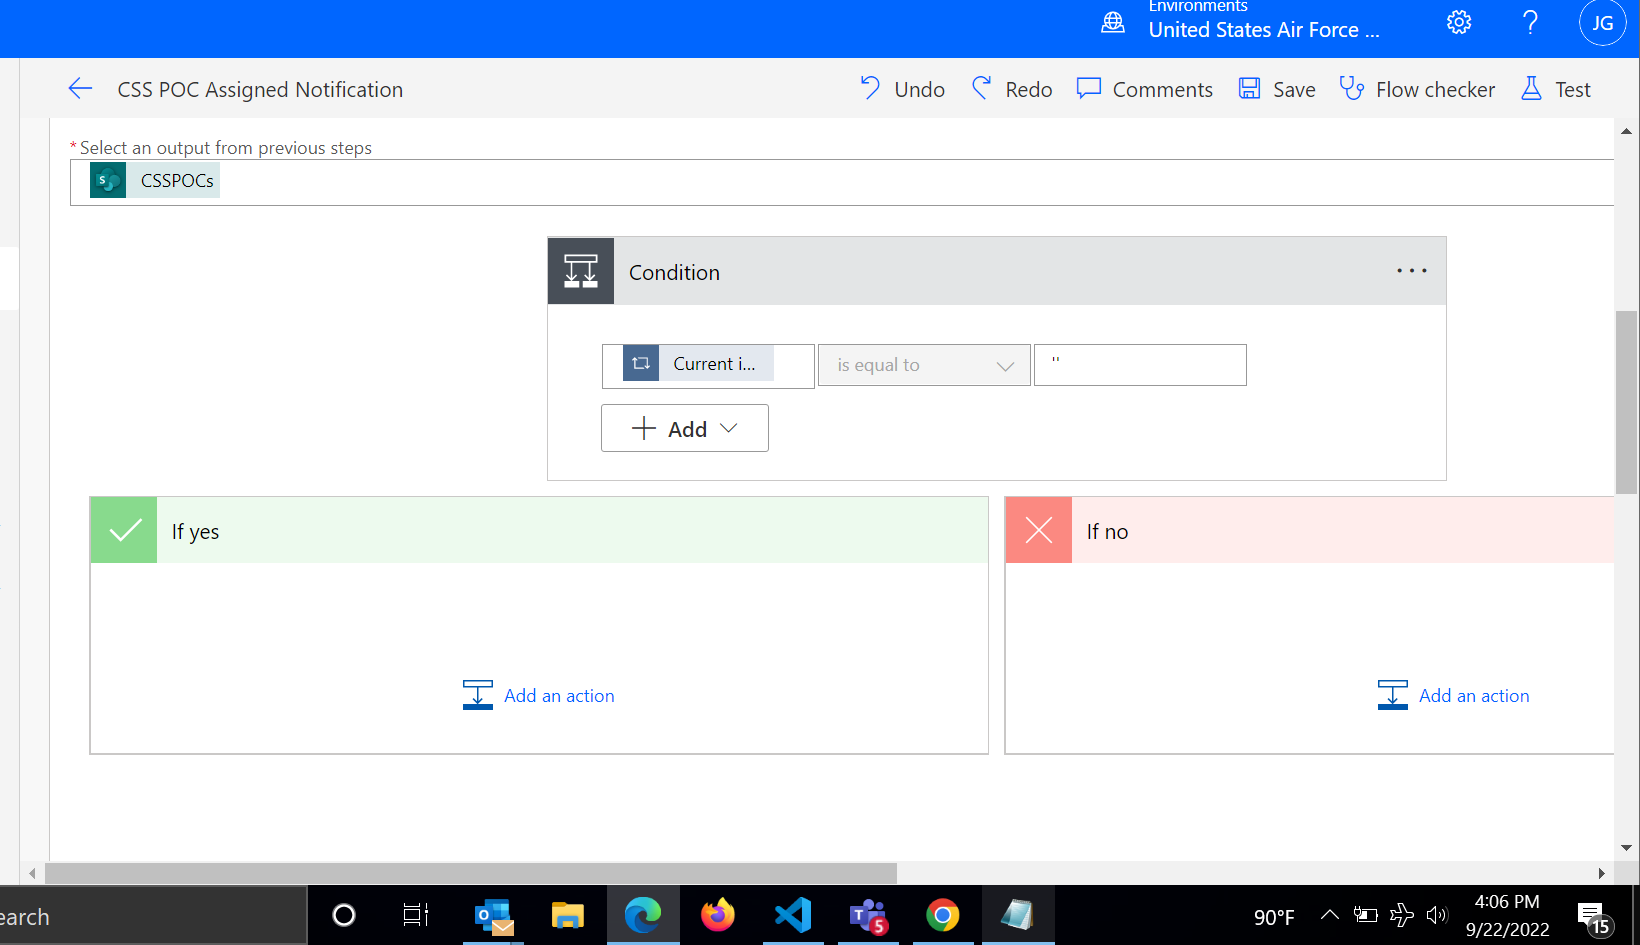 Environments
United States Air Force ...
JG
CSS POC Assigned Notification
Undo
Redo
Comments
Save
Flow checker
Test
* Select an output from previous steps
S
CSSPOCs
Condition
...
Current i...
is equal to
''
Add
If yes
If no
Add an action
Add an action
earch
T
5
90°F
4:06 PM
9/22/2022
15